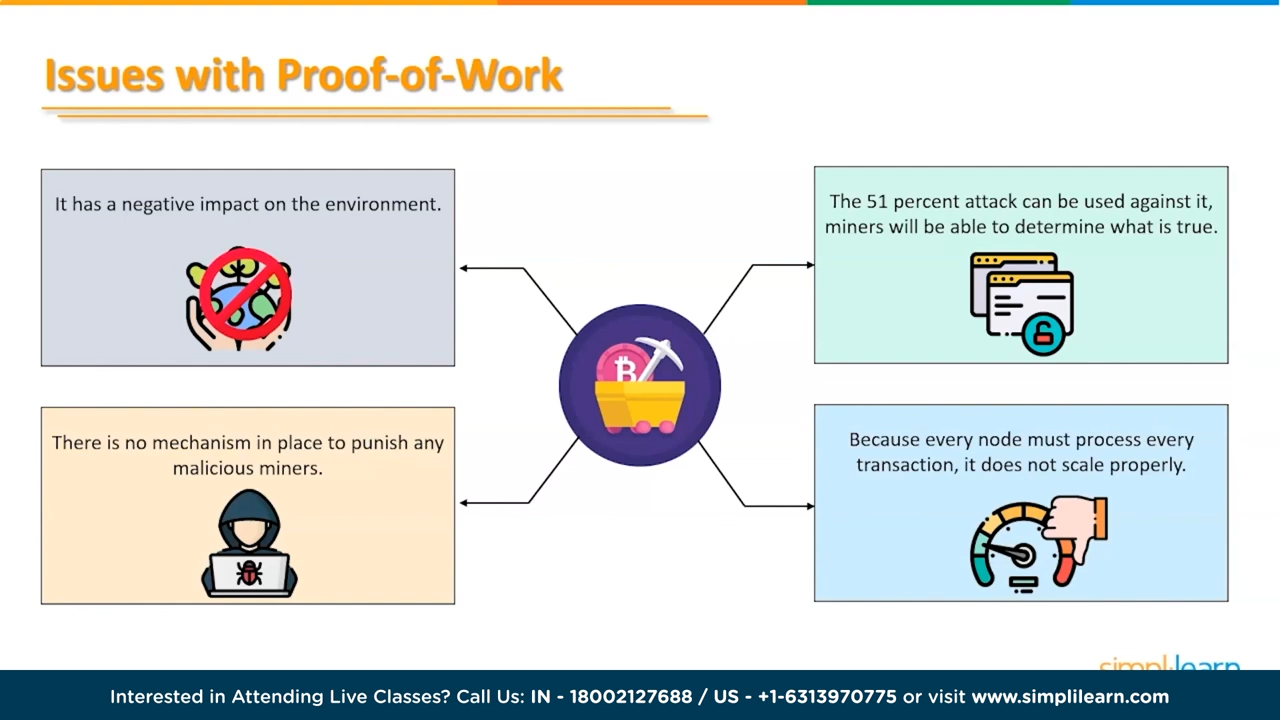 Issues with Proof-of-Work
It has a negative impact on the environment.
The 51 percent attack can be used against it,
miners will be able to determine what is true.
There is no mechanism in place to punish any
malicious miners.
Because every node must process every
transaction, it does not scale properly.
simplilearn
Interested in Attending Live Classes? Call Us: IN - 18002127688 / US - +1-6313970775 or visit www.simplilearn.com